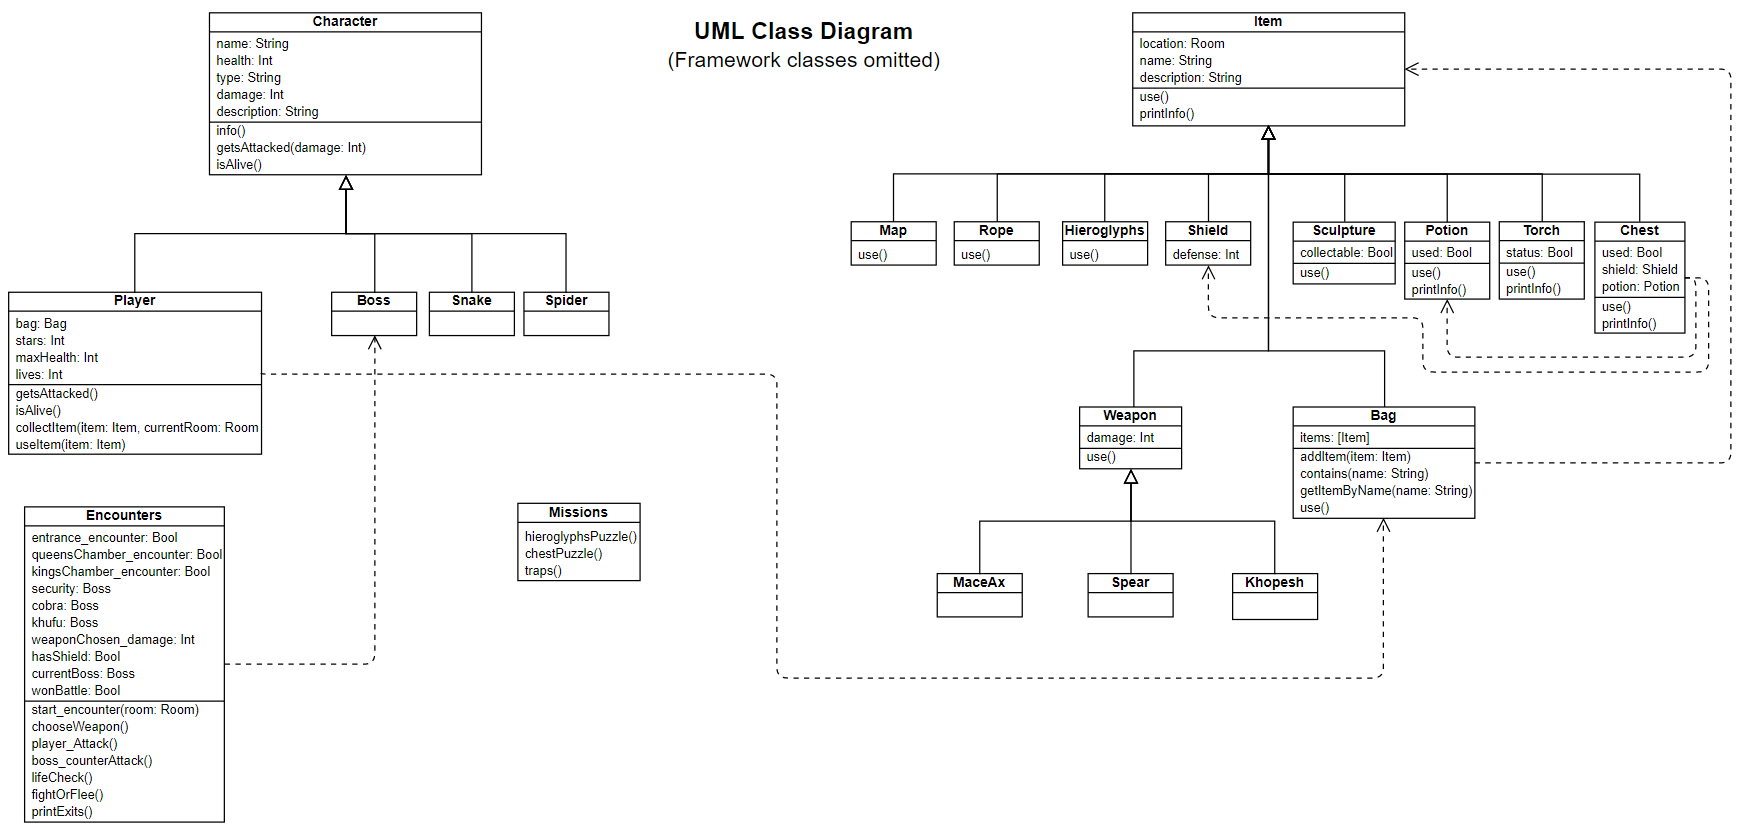 UML Class Diagram
(Framework classes omitted)
Character
name: String
health: Int
type: String
damage: Int
description: String
info()
getsAttacked(damage: Int)
isAlive()
Player
bag: Bag
stars: Int
maxHealth: Int
lives: Int
getsAttacked()
isAlive()
collectItem(item: Item, currentRoom: Room
useItem(item: Item)
Boss
Snake
Spider
Encounters
entrance_encounter: Bool
queensChamber_encounter: Bool
kingsChamber_encounter: Bool
security: Boss
cobra: Boss
khufu: Boss
weaponChosen_damage: Int
hasShield: Bool
currentBoss: Boss
wonBattle: Bool
start_encounter(room: Room)
chooseWeapon()
player_Attack()
boss_counterAttack()
lifeCheck()
fightOrFlee()
printExits()
Missions
hieroglyphsPuzzle()
chestPuzzle()
traps()
Item
location: Room
name: String
description: String
use()
printInfo()
Map
use()
Rope
use()
Hieroglyphs
use()
Shield
defense: Int
Sculpture
collectable: Bool
use()
Potion
used: Bool
use()
printInfo()
Torch
status: Bool
use()
printInfo()
Chest
used: Bool
shield: Shield
potion: Potion
use()
printInfo()
Weapon
damage: Int
use()
Bag
items: [Item]
addItem(item: Item)
contains(name: String)
getItemByName(name: String)
use()
MaceAx
Spear
Khopesh